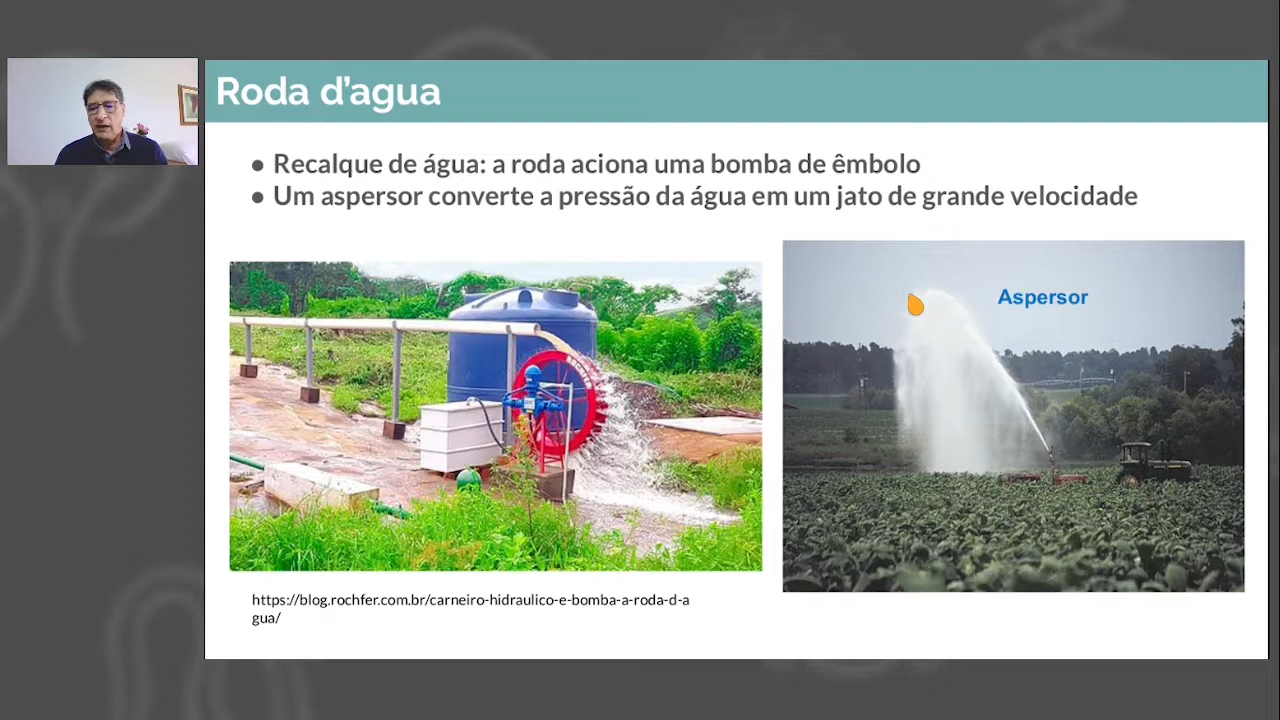 Roda d'agua
● Recalque de água: a roda aciona uma bomba de êmbolo
● Um aspersor converte a pressão da água em um jato de grande velocidade
Aspersor
ROCHFER
https://blog.rochfer.com.br/carneiro-hidraulico-e-bomba-a-roda-d-a
gua/